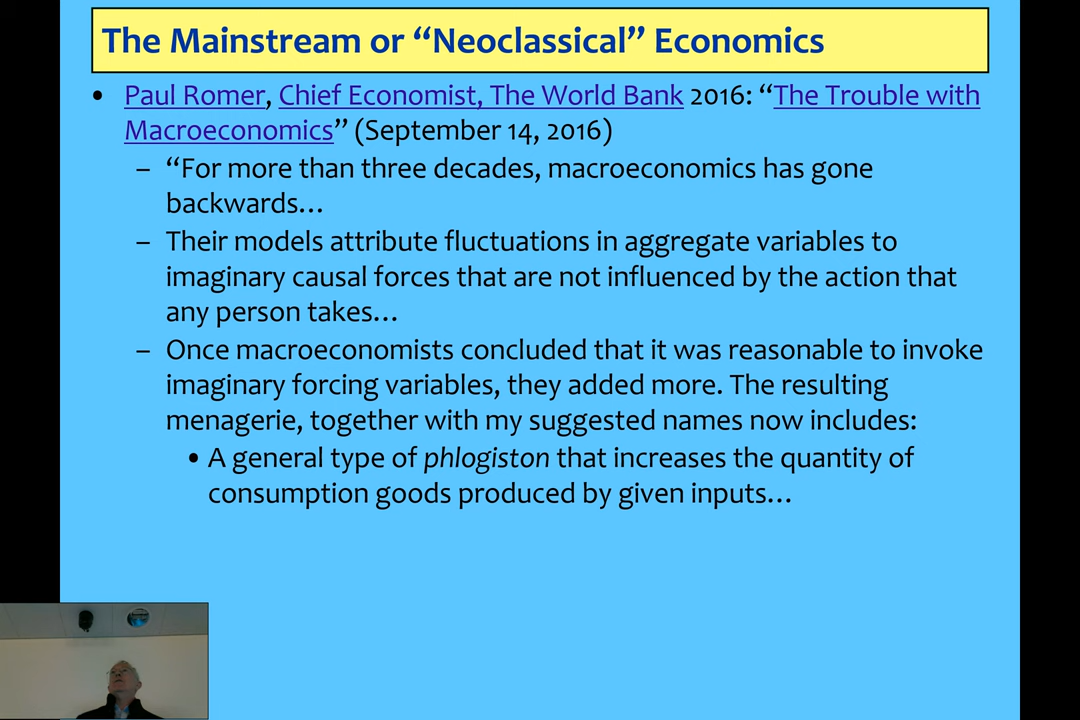 The Mainstream or “Neoclassical” Economics
• Paul Romer, Chief Economist, The World Bank 2016: “The Trouble with
Macroeconomics” (September 14, 2016)
– “For more than three decades, macroeconomics has gone
backwards…
– Their models attribute fluctuations in aggregate variables to
imaginary causal forces that are not influenced by the action that
any person takes…
– Once macroeconomists concluded that it was reasonable to invoke
imaginary forcing variables, they added more. The resulting
menagerie, together with my suggested names now includes:
• A general type of phlogiston that increases the quantity of
consumption goods produced by given inputs…